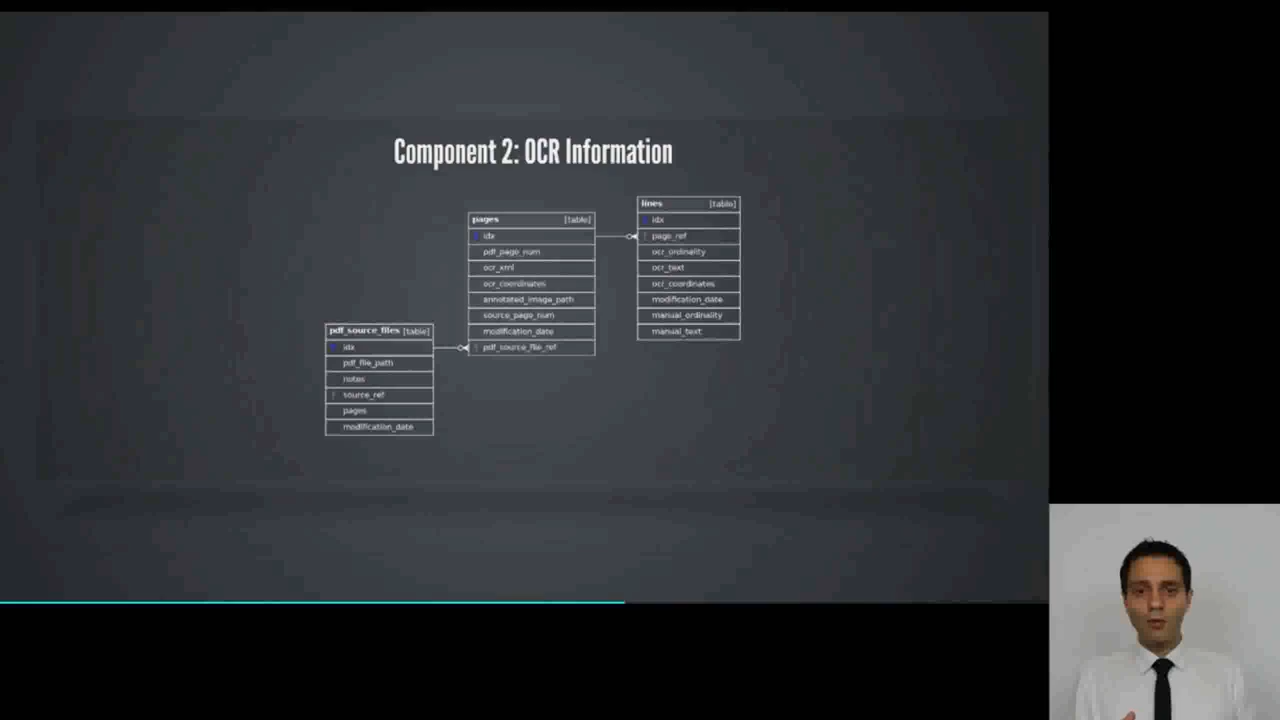 Component 2: OCR Information
lines [table]
idx
page_ref
ocr_ordinality
ocr_text
ocr_coordinates
modification_date
manual_ordinality
manual_text
pages [table]
idx
pdf_page_num
ocr_xml
ocr_coordinates
annotated_image_path
source_page_num
modification_date
pdf_source_file_ref
pdf_source_files [table]
idx
pdf_file_path
notes
source_ref
pages
modification_date